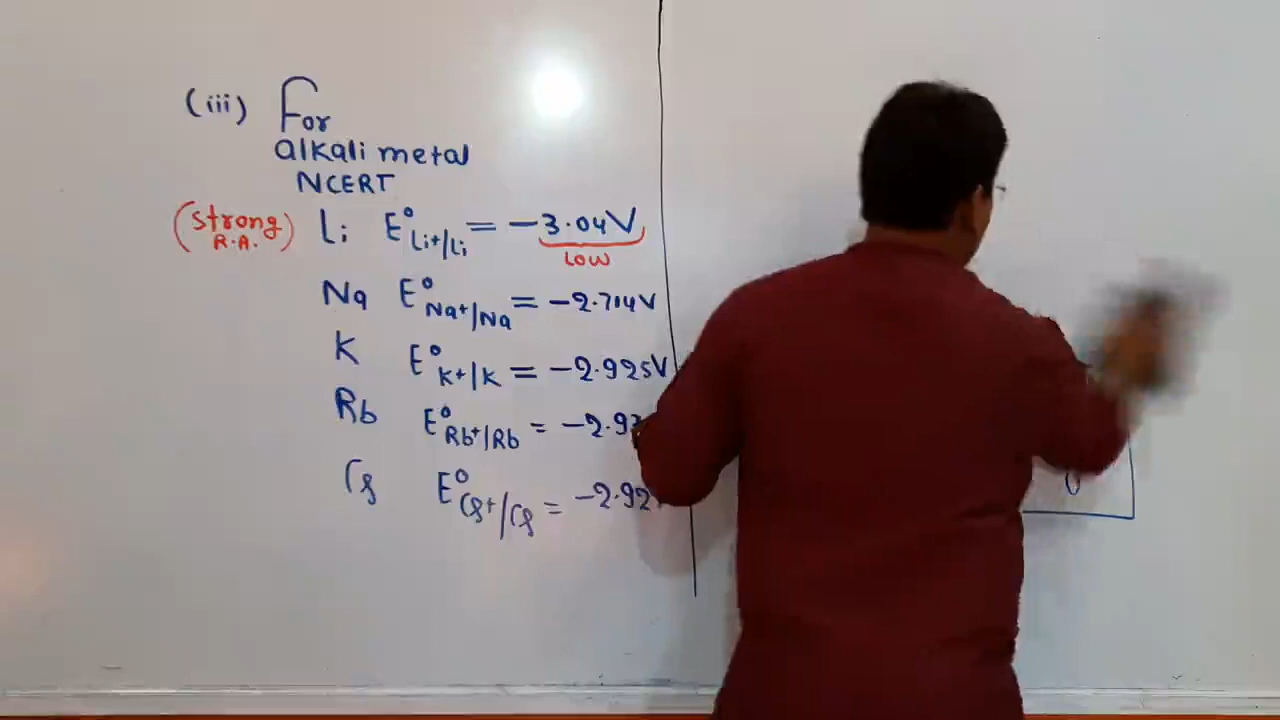 (iii) For
alkali metal
NCERT
(Strong R.A.) Li E°Li+/Li = -3.04V
LOW
Na E°Na+/Na = -2.714V
K E°K+/K = -2.925V
Rb E°Rb+/Rb = -2.93
Cs E°Cs+/Cs = -2.92